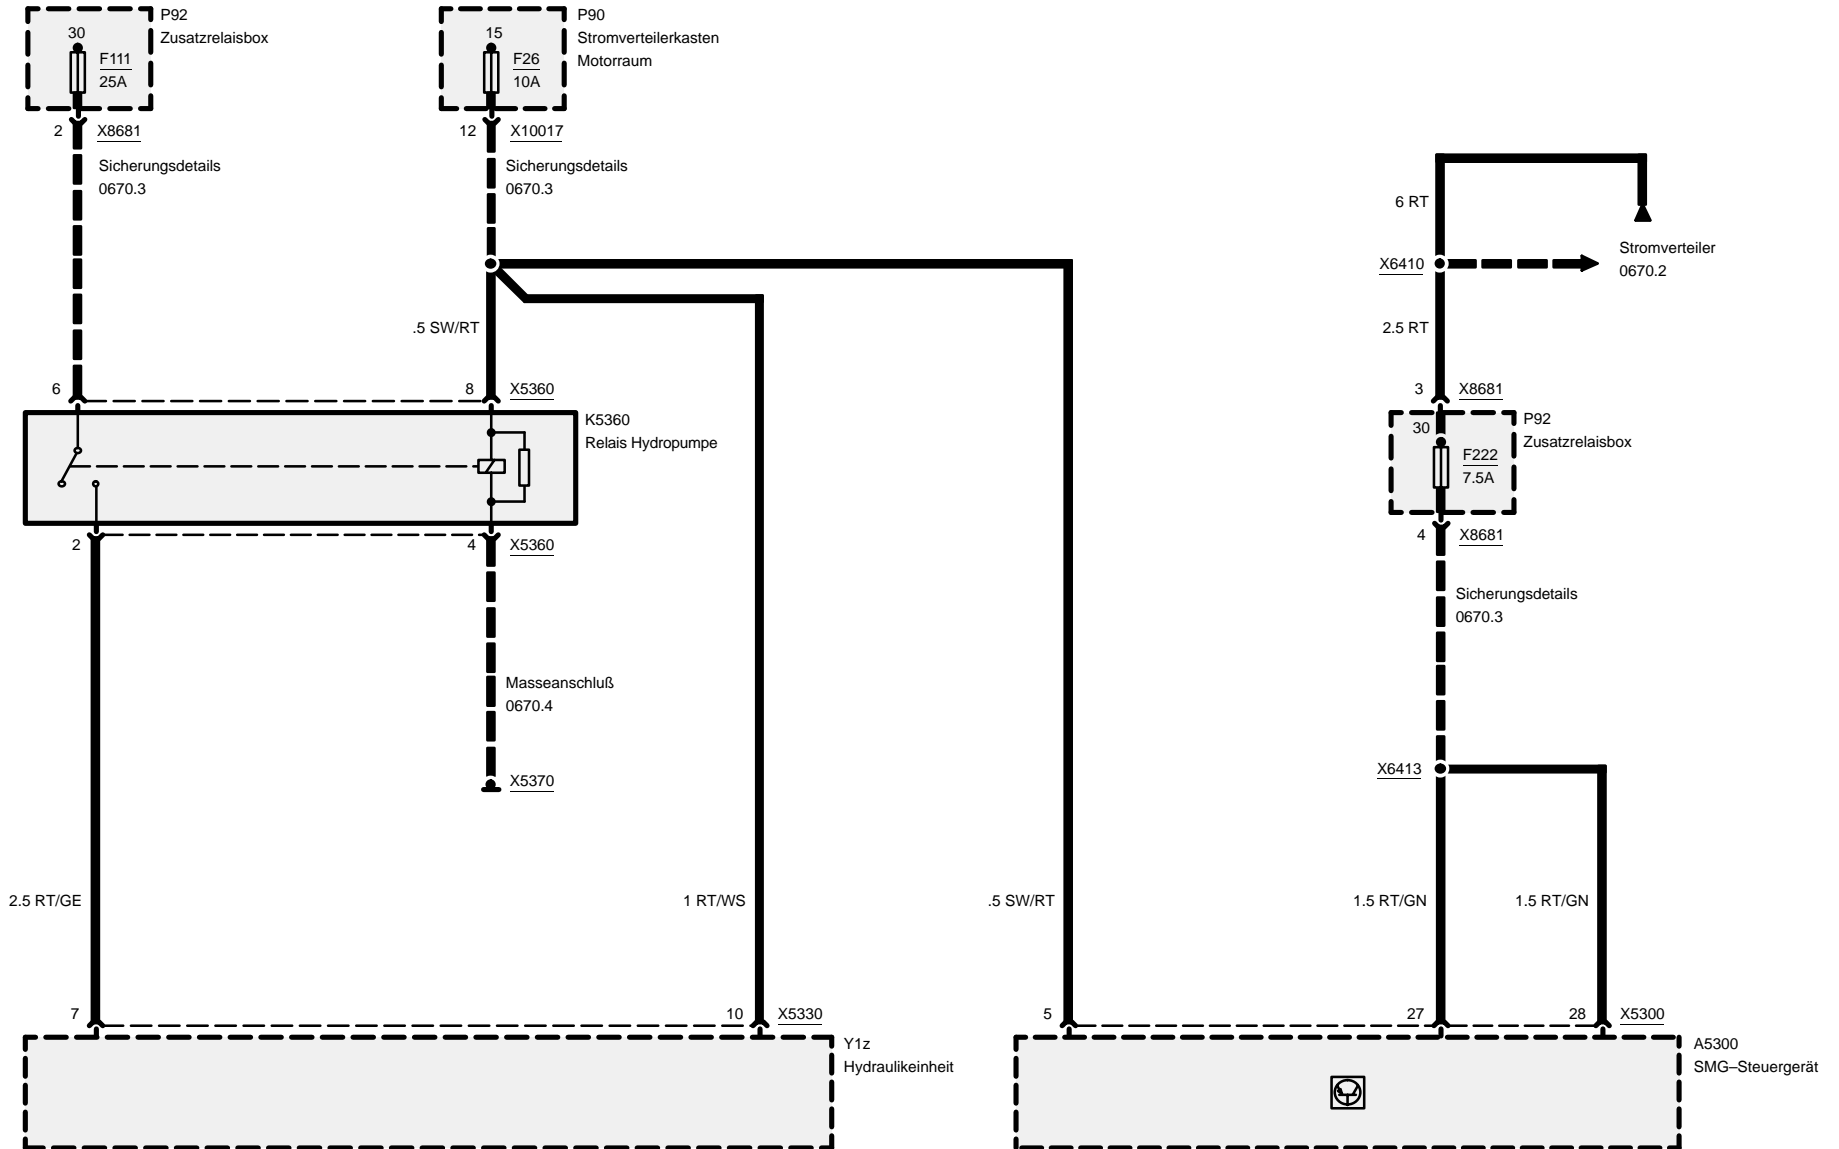 P92
Zusatzrelaisbox
30
F111
25A
2
X8681
Sicherungsdetails
0670.3
P90
Stromverteilerkasten
Motorraum
15
F26
10A
12
X10017
Sicherungsdetails
0670.3
6 RT
X6410
Stromverteiler
0670.2
.5 SW/RT
2.5 RT
6
8
X5360
K5360
Relais Hydropumpe
3
X8681
P92
Zusatzrelaisbox
30
F222
7.5A
2
4
X5360
4
X8681
Sicherungsdetails
0670.3
Masseanschluß
0670.4
X5370
X6413
2.5 RT/GE
1 RT/WS
.5 SW/RT
1.5 RT/GN
1.5 RT/GN
7
10
X5330
5
27
28
X5300
Y1z
Hydraulikeinheit
A5300
SMG–Steuergerät